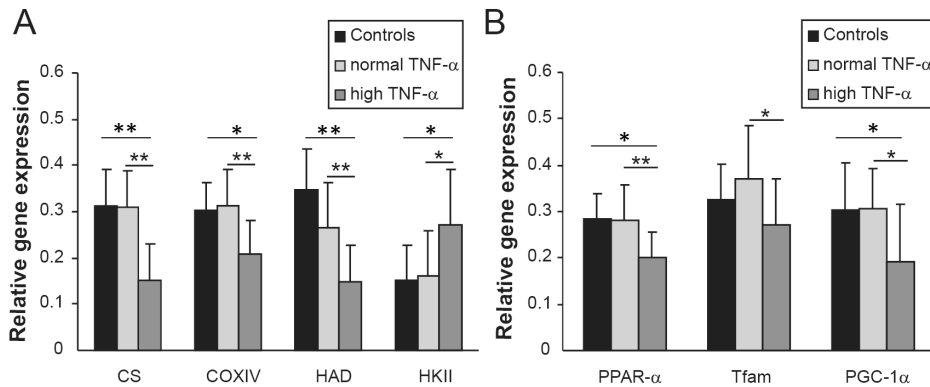 A
Controls
normal TNF-α
high TNF-α
Relative gene expression
0.6
0.5
0.4
0.3
0.2
0.1
0
** * ** *
** ** ** *
CS COXIV HAD HKII
B
Controls
normal TNF-α
high TNF-α
Relative gene expression
0.6
0.5
0.4
0.3
0.2
0.1
0
* * *
** *
PPAR-α Tfam PGC-1α